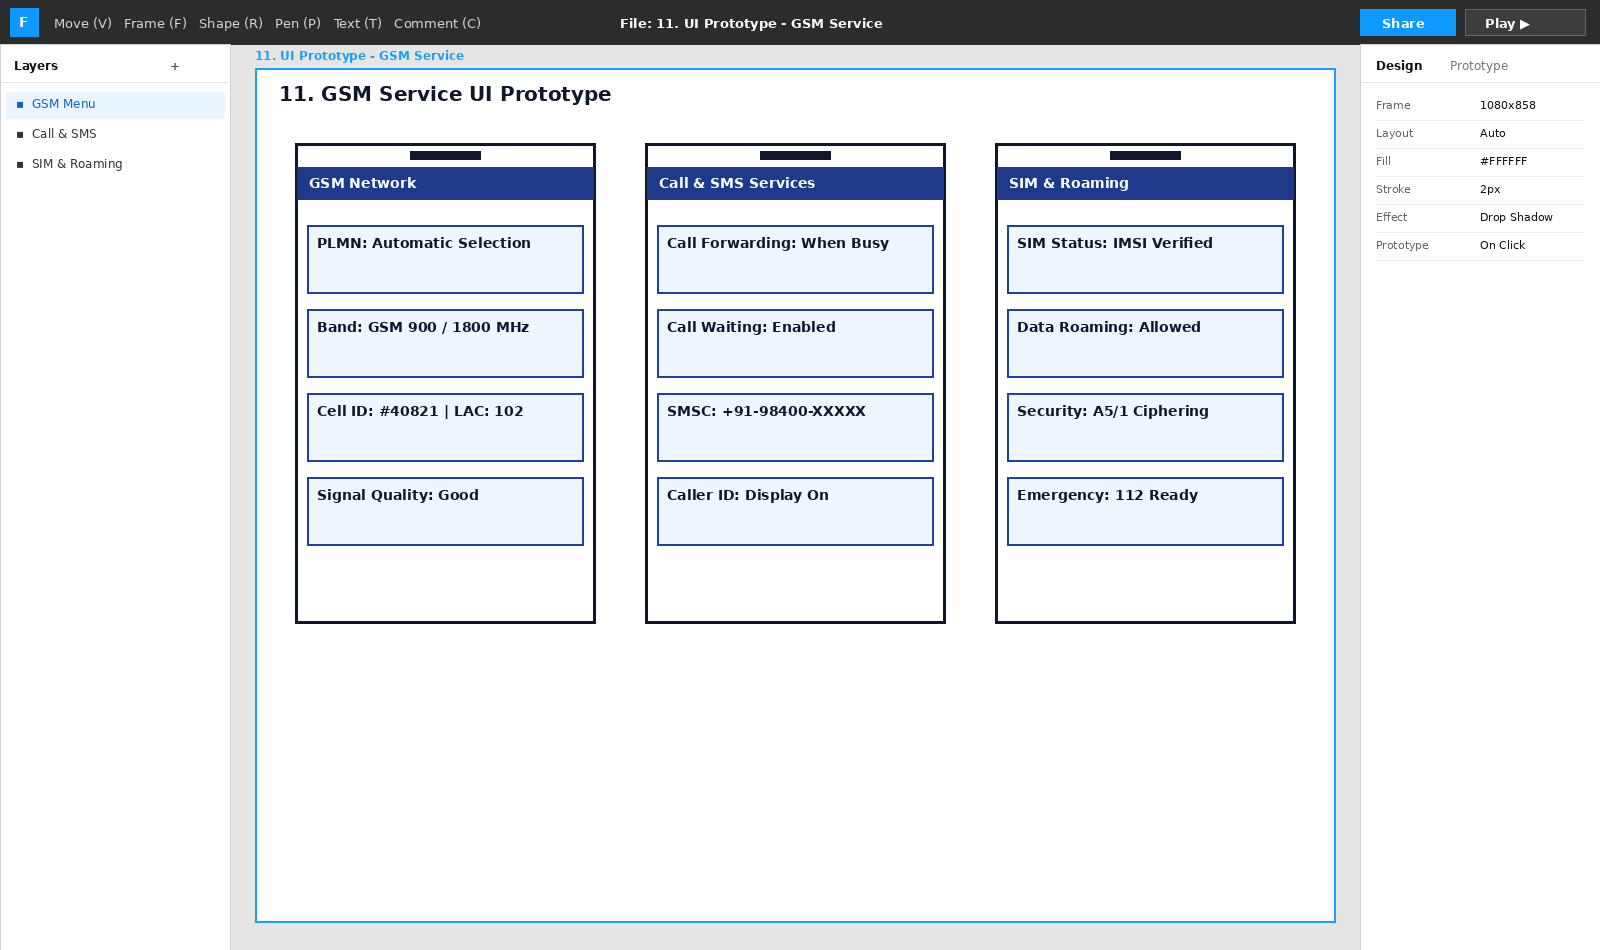 F Move (V) Frame (F) Shape (R) Pen (P) Text (T) Comment (C) File: 11. UI Prototype - GSM Service Share Play ▶
Layers +
GSM Menu
Call & SMS
SIM & Roaming
11. UI Prototype - GSM Service
11. GSM Service UI Prototype
GSM Network
PLMN: Automatic Selection
Band: GSM 900 / 1800 MHz
Cell ID: #40821 | LAC: 102
Signal Quality: Good
Call & SMS Services
Call Forwarding: When Busy
Call Waiting: Enabled
SMSC: +91-98400-XXXXX
Caller ID: Display On
SIM & Roaming
SIM Status: IMSI Verified
Data Roaming: Allowed
Security: A5/1 Ciphering
Emergency: 112 Ready
Design Prototype
Frame 1080x858
Layout Auto
Fill #FFFFFF
Stroke 2px
Effect Drop Shadow
Prototype On Click